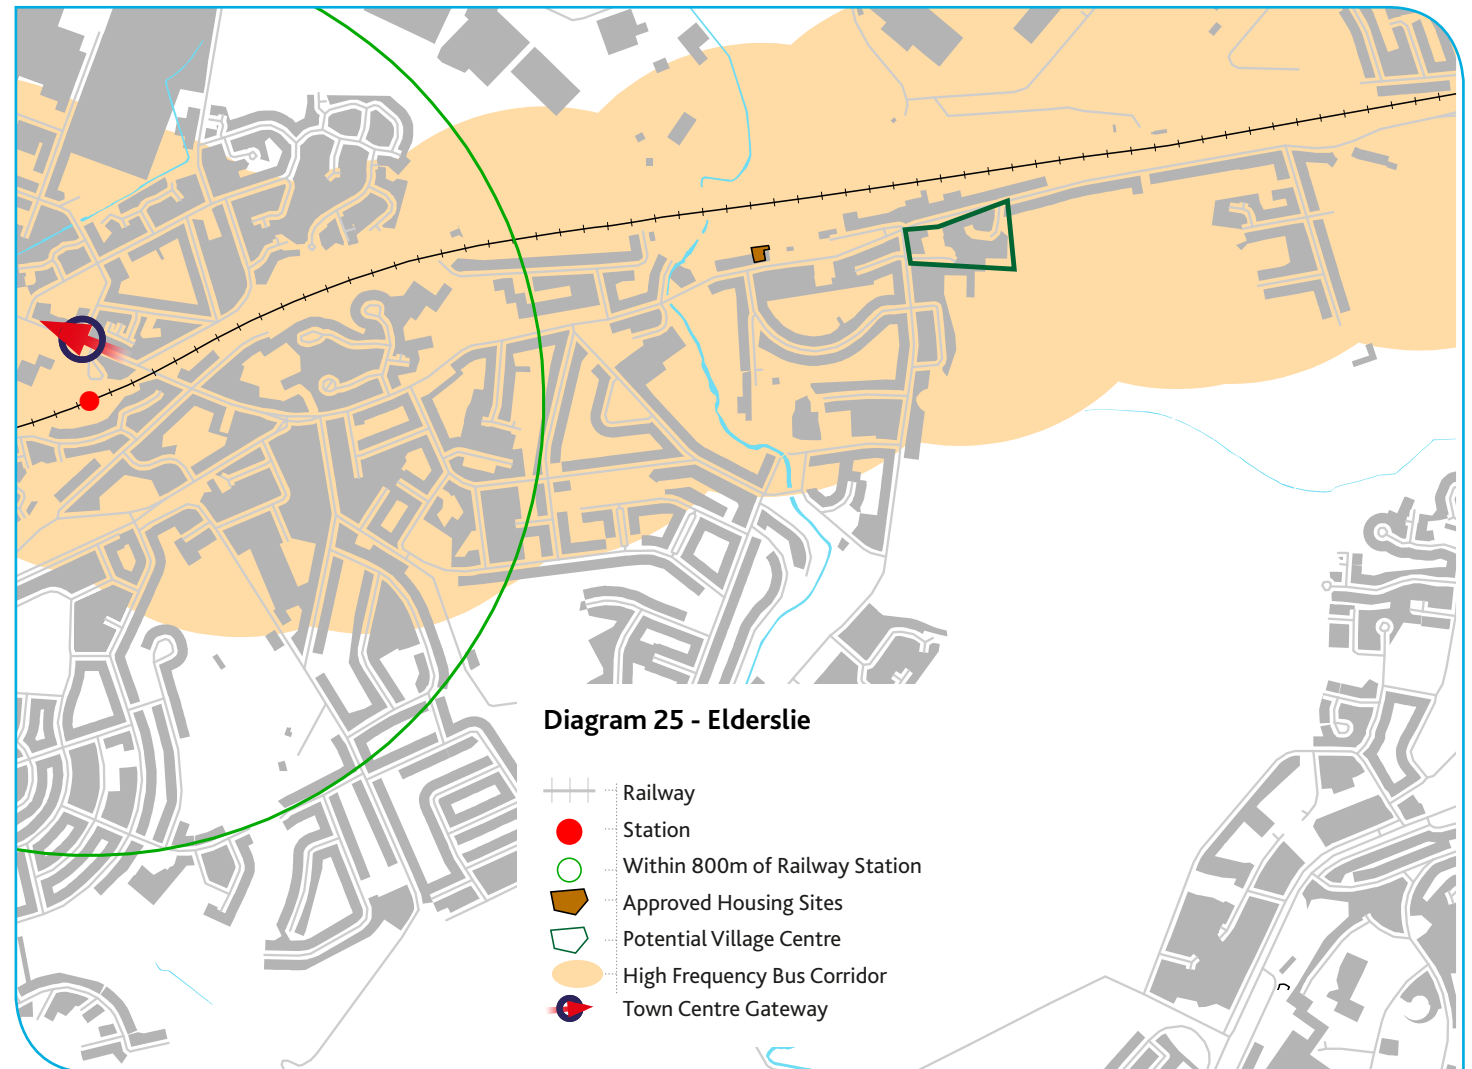 Diagram 25 - Elderslie
Railway
Station
Within 800m of Railway Station
Approved Housing Sites
Potential Village Centre
High Frequency Bus Corridor
Town Centre Gateway